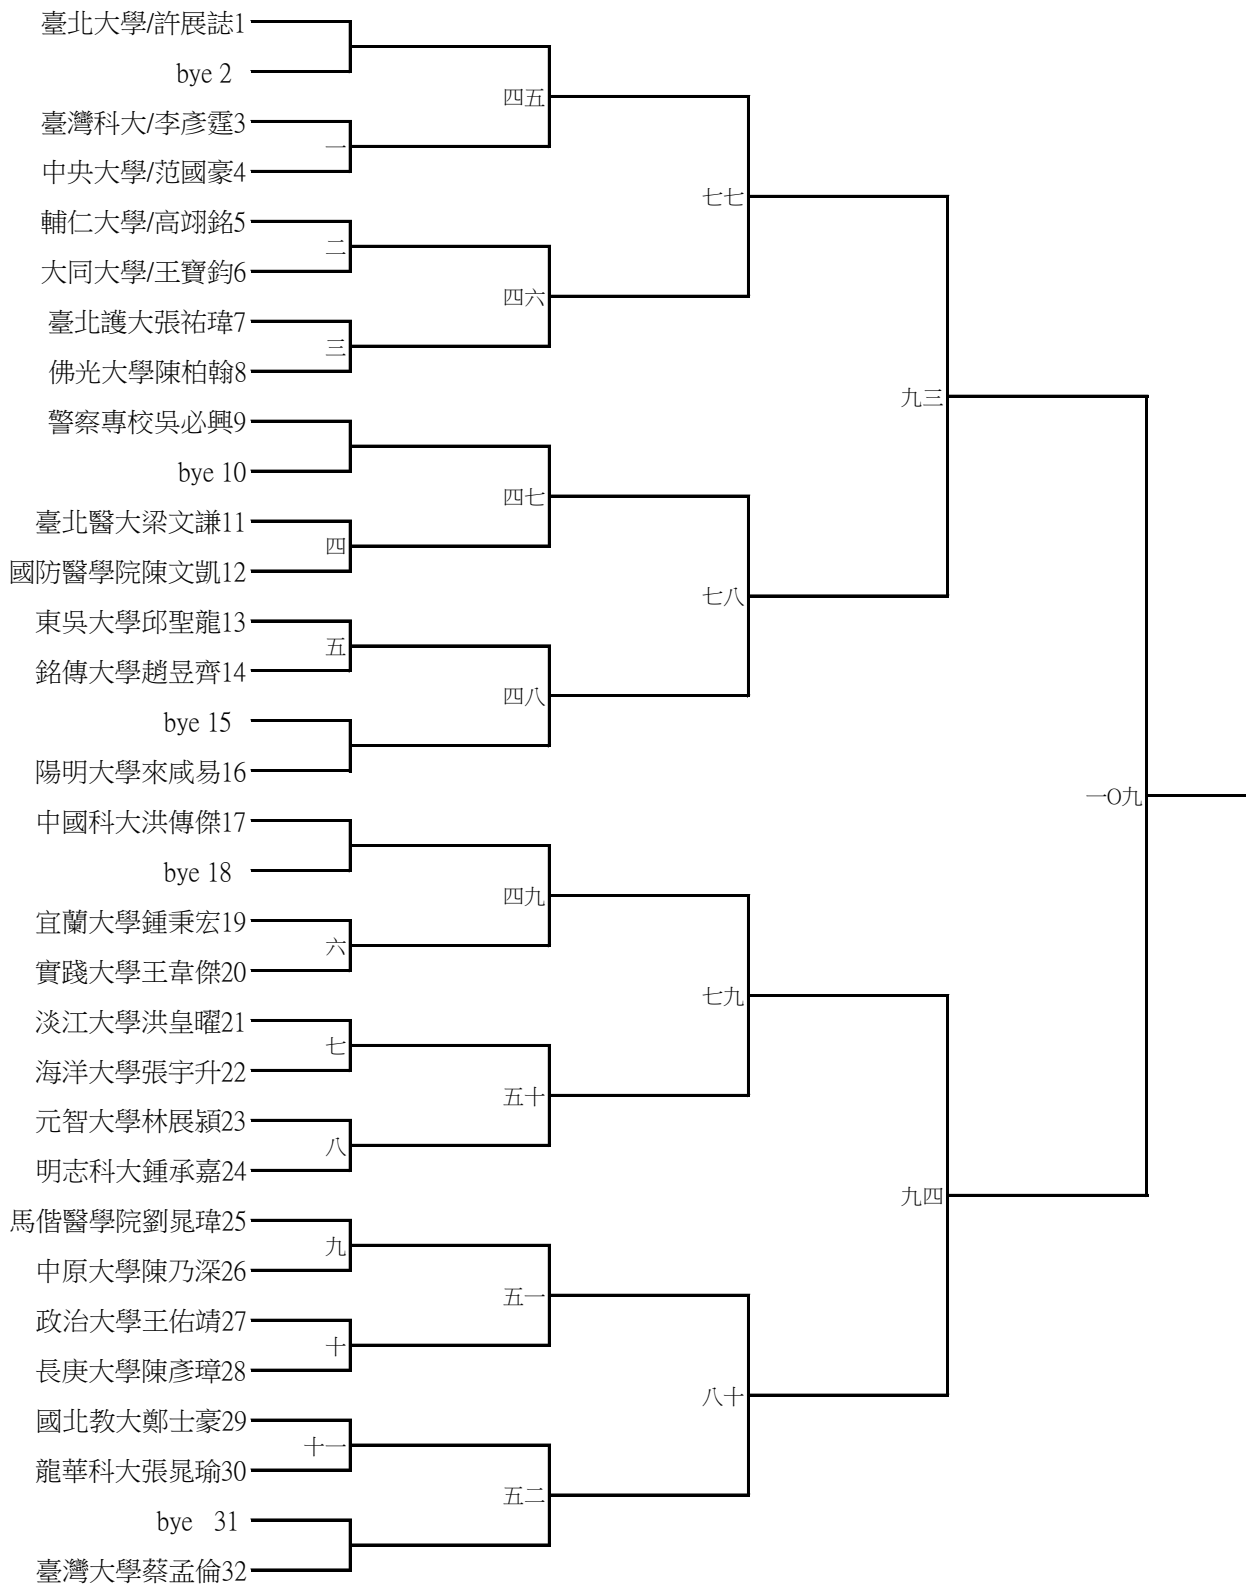 臺北大學/許展誌1
bye 2
四五
臺灣科大/李彥霆3
一
中央大學/范國豪4
七七
輔仁大學/高翊銘5
二
大同大學/王寶鈞6
四六
臺北護大張祐瑋7
三
佛光大學陳柏翰8
九三
警察專校吳必興9
bye 10
四七
臺北醫大梁文謙11
四
國防醫學院陳文凱12
七八
東吳大學邱聖龍13
五
銘傳大學趙昱齊14
四八
bye 15
陽明大學來咸易16
一O九
中國科大洪傳傑17
bye 18
四九
宜蘭大學鍾秉宏19
六
實踐大學王韋傑20
七九
淡江大學洪皇曜21
七
海洋大學張宇升22
五十
元智大學林展潁23
八
明志科大鍾承嘉24
九四
馬偕醫學院劉晁瑋25
九
中原大學陳乃深26
五一
政治大學王佑靖27
十
長庚大學陳彥璋28
八十
國北教大鄭士豪29
十一
龍華科大張晁瑜30
五二
bye 31
臺灣大學蔡孟倫32